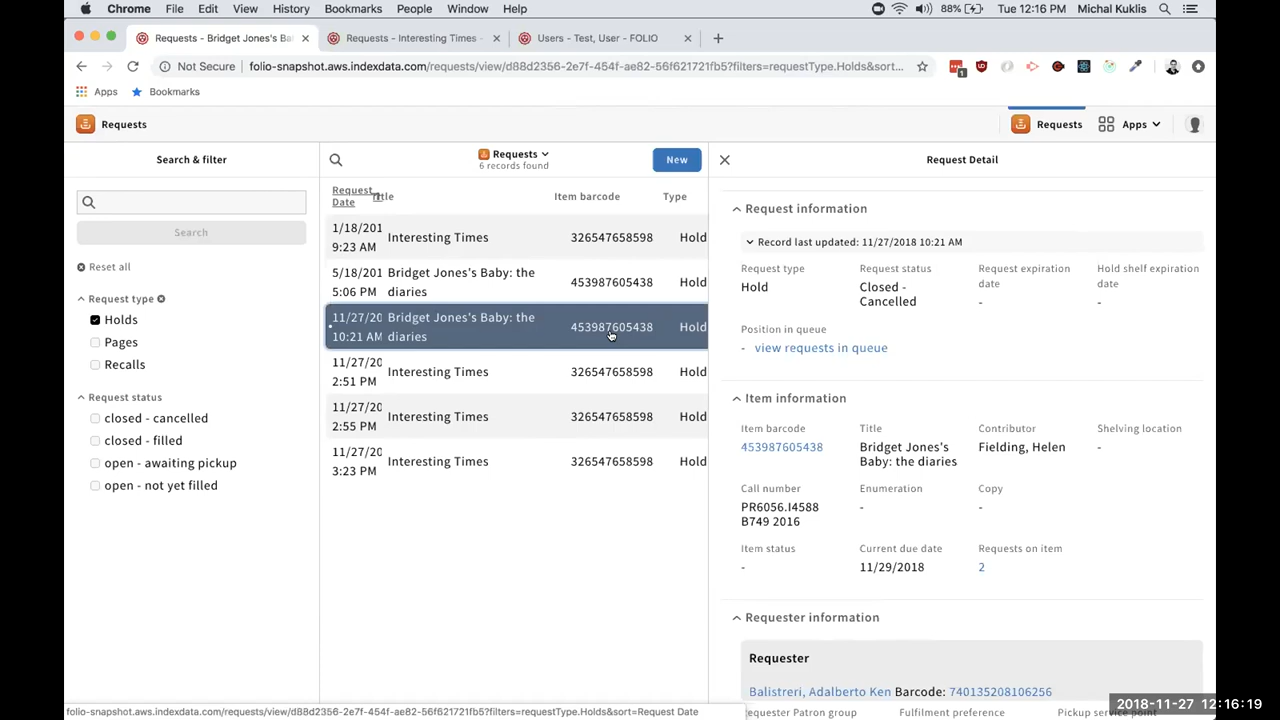 Chrome File Edit View History Bookmarks People Window Help 88% Tue 12:16 PM Michal Kuklis
Requests - Bridget Jones's Ba
Requests - Interesting Times -
Users - Test, User - FOLIO
Not Secure folio-snapshot.aws.indexdata.com/requests/view/d88d2356-2e7f-454f-ae82-56f621721fb5?filters=requestType.Holds&sort...
Apps Bookmarks
Requests
Requests
Apps
Search & filter
Search
Reset all
Request type
Holds
Pages
Recalls
Request status
closed - cancelled
closed - filled
open - awaiting pickup
open - not yet filled
Requests
6 records found
New
Request Date Title Item barcode Type
1/18/201 9:23 AM Interesting Times 326547658598 Hold
5/18/201 5:06 PM Bridget Jones's Baby: the diaries 453987605438 Hold
11/27/20 10:21 AM Bridget Jones's Baby: the diaries 453987605438 Hold
11/27/20 2:51 PM Interesting Times 326547658598 Hold
11/27/20 2:55 PM Interesting Times 326547658598 Hold
11/27/20 3:23 PM Interesting Times 326547658598 Hold
Request Detail
Request information
Record last updated: 11/27/2018 10:21 AM
Request type
Hold
Request status
Closed - Cancelled
Request expiration date
-
Hold shelf expiration date
-
Position in queue
- view requests in queue
Item information
Item barcode
453987605438
Title
Bridget Jones's Baby: the diaries
Contributor
Fielding, Helen
Shelving location
-
Call number
PR6056.I4588 B749 2016
Enumeration
-
Copy
-
Item status
-
Current due date
11/29/2018
Requests on item
2
Requester information
Requester
Balistreri, Adalberto Ken Barcode: 740135208106256
equester Patron group Fulfilment preference Pickup service point
folio-snapshot.aws.indexdata.com/requests/view/d88d2356-2e7f-454f-ae82-56f621721fb5?filters=requestType.Holds&sort=Request Date
2018-11-27 12:16:19